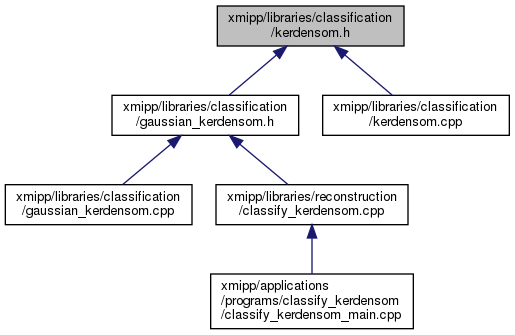 xmipp/libraries/classification
/kerdensom.h
xmipp/libraries/classification
/gaussian_kerdensom.h
xmipp/libraries/classification
/kerdensom.cpp
xmipp/libraries/classification
/gaussian_kerdensom.cpp
xmipp/libraries/reconstruction
/classify_kerdensom.cpp
xmipp/applications
/programs/classify_kerdensom
/classify_kerdensom_main.cpp